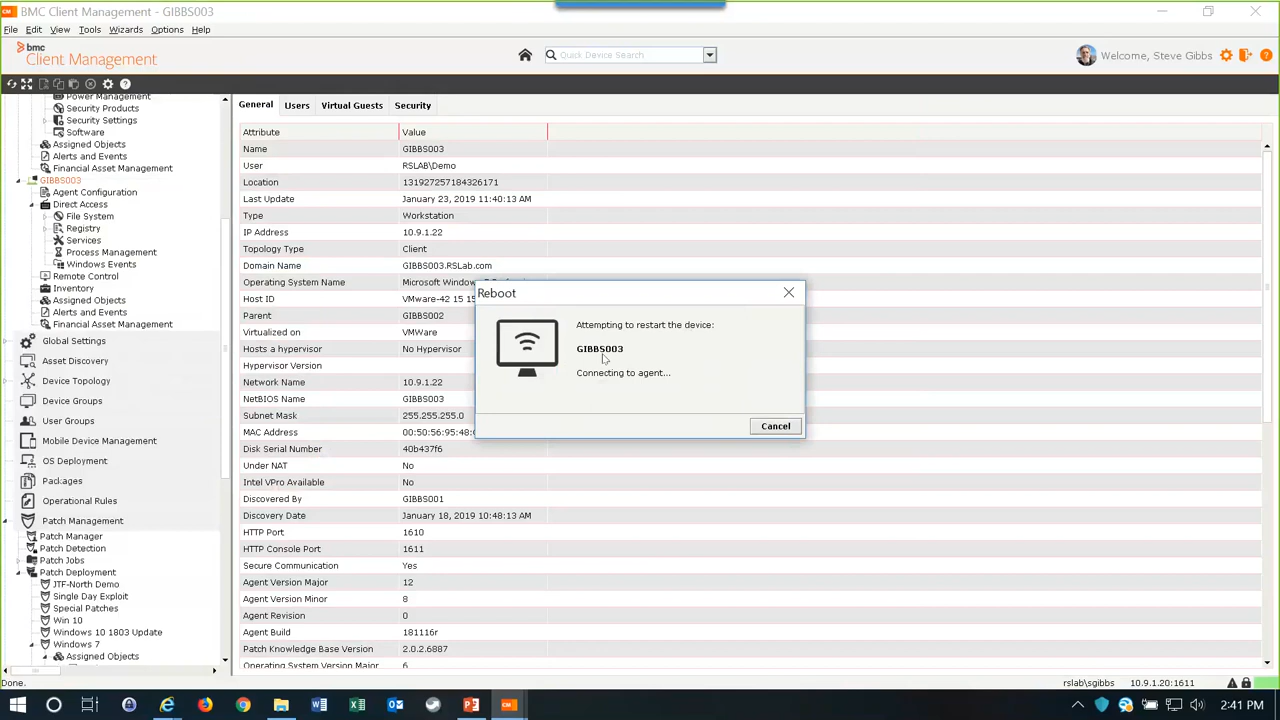 BMC Client Management - GIBBS003
File Edit View Tools Wizards Options Help
bmc
Client Management
Quick Device Search
Welcome, Steve Gibbs
Power Management
Security Products
Security Settings
Software
Assigned Objects
Alerts and Events
Financial Asset Management
GIBBS003
Agent Configuration
Direct Access
File System
Registry
Services
Process Management
Windows Events
Remote Control
Inventory
Assigned Objects
Alerts and Events
Financial Asset Management
Global Settings
Asset Discovery
Device Topology
Device Groups
User Groups
Mobile Device Management
OS Deployment
Packages
Operational Rules
Patch Management
Patch Manager
Patch Detection
Patch Jobs
Patch Deployment
JTF-North Demo
Single Day Exploit
Special Patches
Win 10
Windows 10 1803 Update
Windows 7
Assigned Objects
General Users Virtual Guests Security
Attribute Value
Name GIBBS003
User RSLAB\Demo
Location 131927257184326171
Last Update January 23, 2019 11:40:13 AM
Type Workstation
IP Address 10.9.1.22
Topology Type Client
Domain Name GIBBS003.RSLab.com
Operating System Name Microsoft Window
Host ID VMware-42 15 15
Parent GIBBS002
Virtualized on VMWare
Hosts a hypervisor No Hypervisor
Hypervisor Version
Network Name 10.9.1.22
NetBIOS Name GIBBS003
Subnet Mask 255.255.255.0
MAC Address 00:50:56:95:48:
Disk Serial Number 40b437f6
Under NAT No
Intel VPro Available No
Discovered By GIBBS001
Discovery Date January 18, 2019 10:48:13 AM
HTTP Port 1610
HTTP Console Port 1611
Secure Communication Yes
Agent Version Major 12
Agent Version Minor 8
Agent Revision 0
Agent Build 181116r
Patch Knowledge Base Version 2.0.2.6887
Operating System Version Major 6
Reboot
Attempting to restart the device:
GIBBS003
Connecting to agent...
Cancel
Done.
rslab\sgibbs 10.9.1.20:1611
2:41 PM